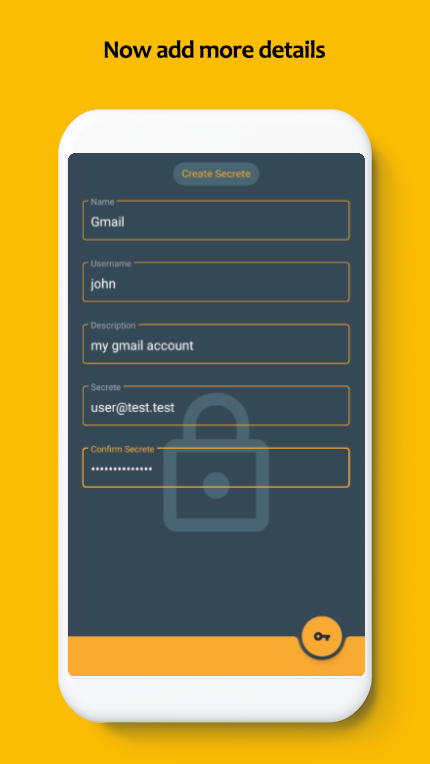 Now add more details
Create Secrete
Name
Gmail
Username
john
Description
my gmail account
Secrete
user@test.test
Confirm Secrete
••••••••••••••